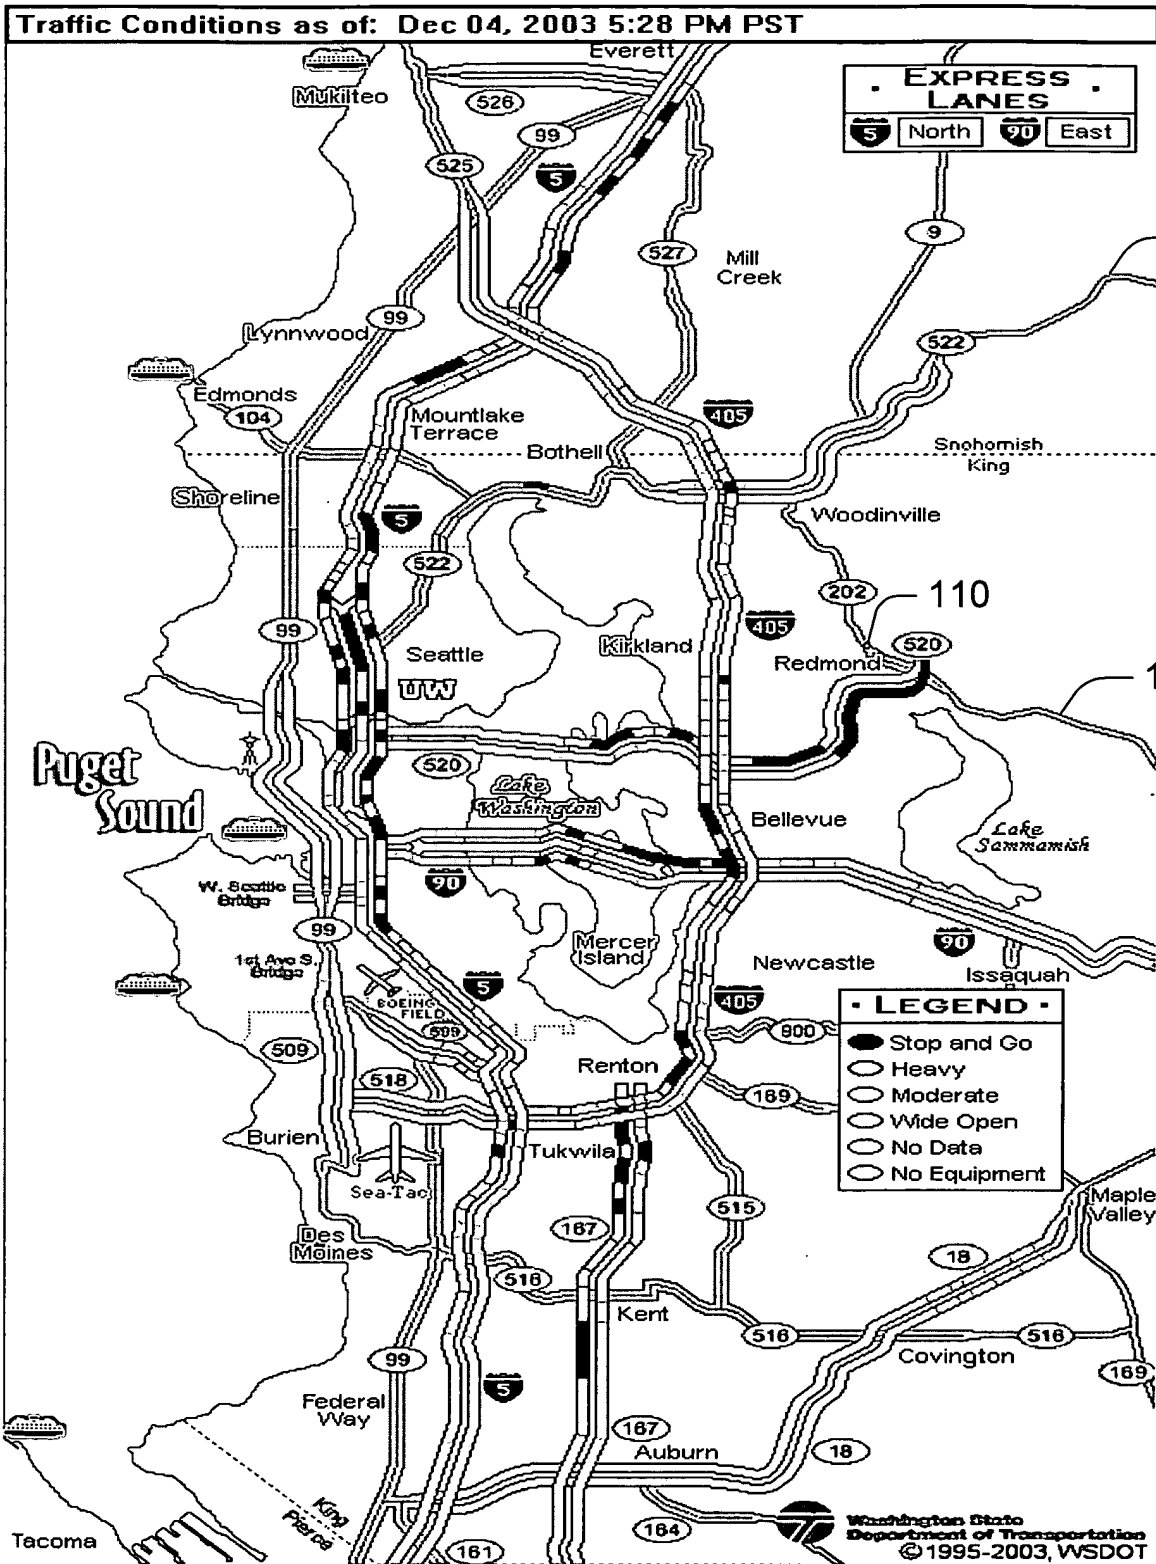 Traffic Conditions as of: Dec 04, 2003 5:28 PM PST
Everett
Mukilteo
EXPRESS
LANES
5 North 90 East
526
99
525
5
9
527
Mill
Creek
99
Lynnwood
522
Edmonds
104
405
Mountlake
Terrace
Bothell
Snohomish
King
Shoreline
5
Woodinville
522
202
110
99
405
Kirkland
520
Seattle
Redmond
UW
1
Puget
Sound
520
Lake
Washington
Bellevue
Lake
Sammamish
W. Seattle
Bridge
90
99
Mercer
Island
90
1st Ave S.
Bridge
Newcastle
Issaquah
5
405
BOEING
FIELD
599
LEGEND
Stop and Go
Heavy
Moderate
Wide Open
No Data
No Equipment
900
509
Renton
518
169
Burien
Tukwila
Sea-Tac
Maple
Valley
515
167
Des
Moines
18
516
Kent
516
516
Covington
99
169
5
Federal
Way
167
Auburn
18
King
Pierce
164
Tacoma
161
Washington State
Department of Transportation
©1995-2003, WSDOT